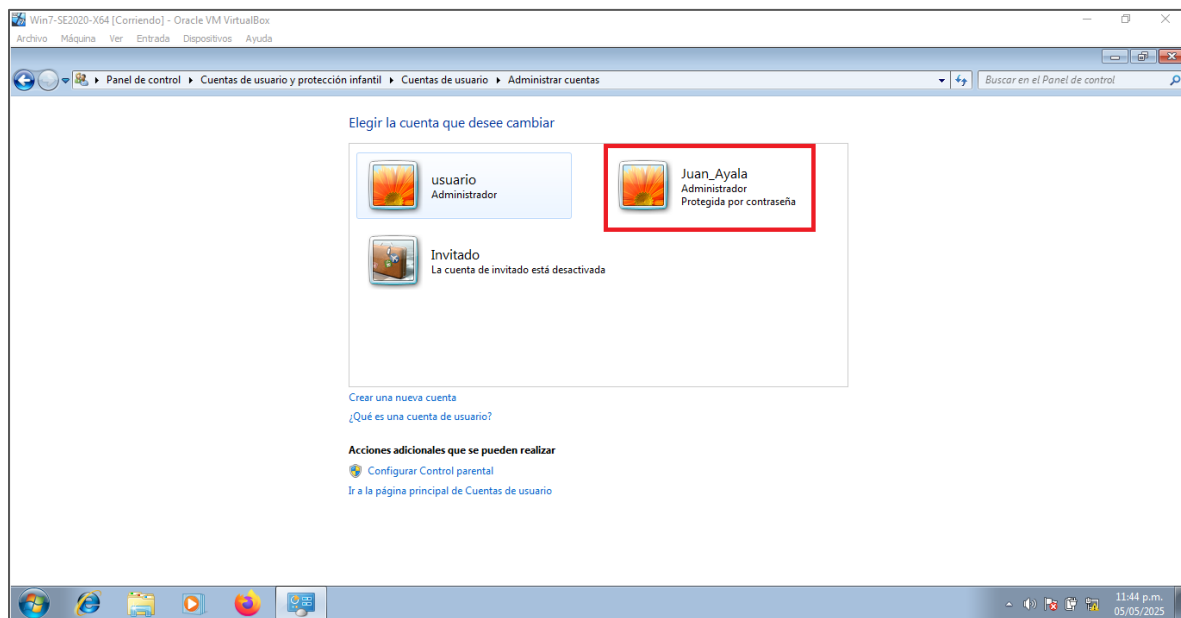 Win7-SE2020-X64 [Corriendo] - Oracle VM VirtualBox
Archivo Máquina Ver Entrada Dispositivos Ayuda
Panel de control Cuentas de usuario y protección infantil Cuentas de usuario Administrar cuentas
Buscar en el Panel de control
Elegir la cuenta que desee cambiar
usuario
Administrador
Juan_Ayala
Administrador
Protegida por contraseña
Invitado
La cuenta de invitado está desactivada
Crear una nueva cuenta
¿Qué es una cuenta de usuario?
Acciones adicionales que se pueden realizar
Configurar Control parental
Ir a la página principal de Cuentas de usuario
11:44 p.m.
05/05/2025